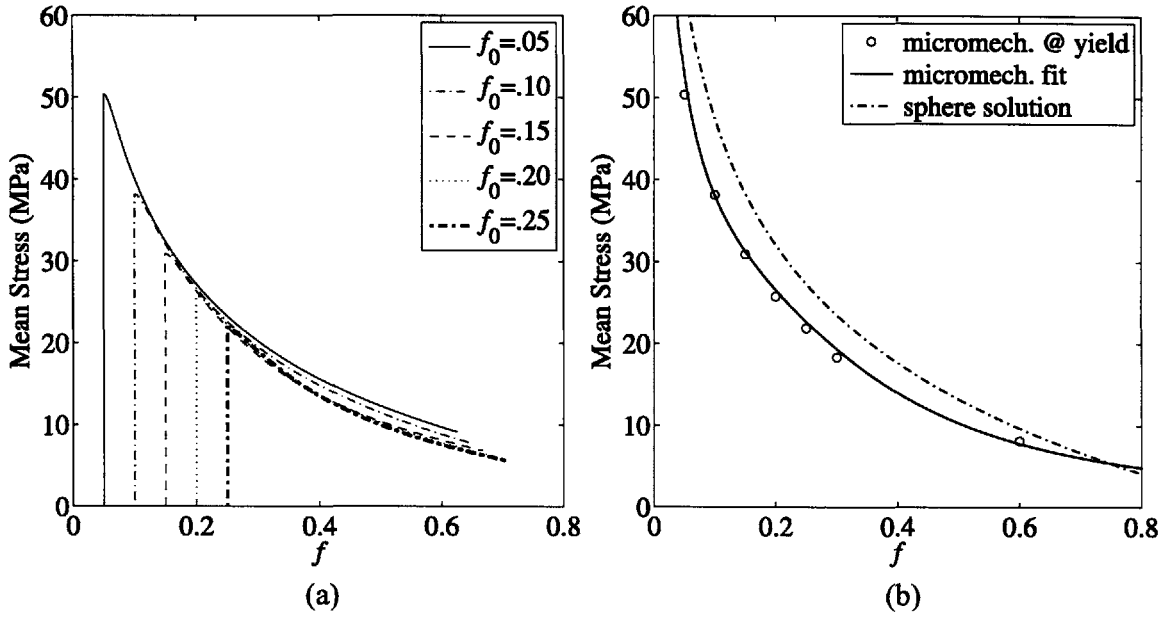 60
50
40
30
20
10
0
Mean Stress (MPa)
0 0.2 0.4 0.6 0.8
f
f0=.05
f0=.10
f0=.15
f0=.20
f0=.25
(a)
60
50
40
30
20
10
0
Mean Stress (MPa)
0 0.2 0.4 0.6 0.8
f
micromech. @ yield
micromech. fit
sphere solution
(b)